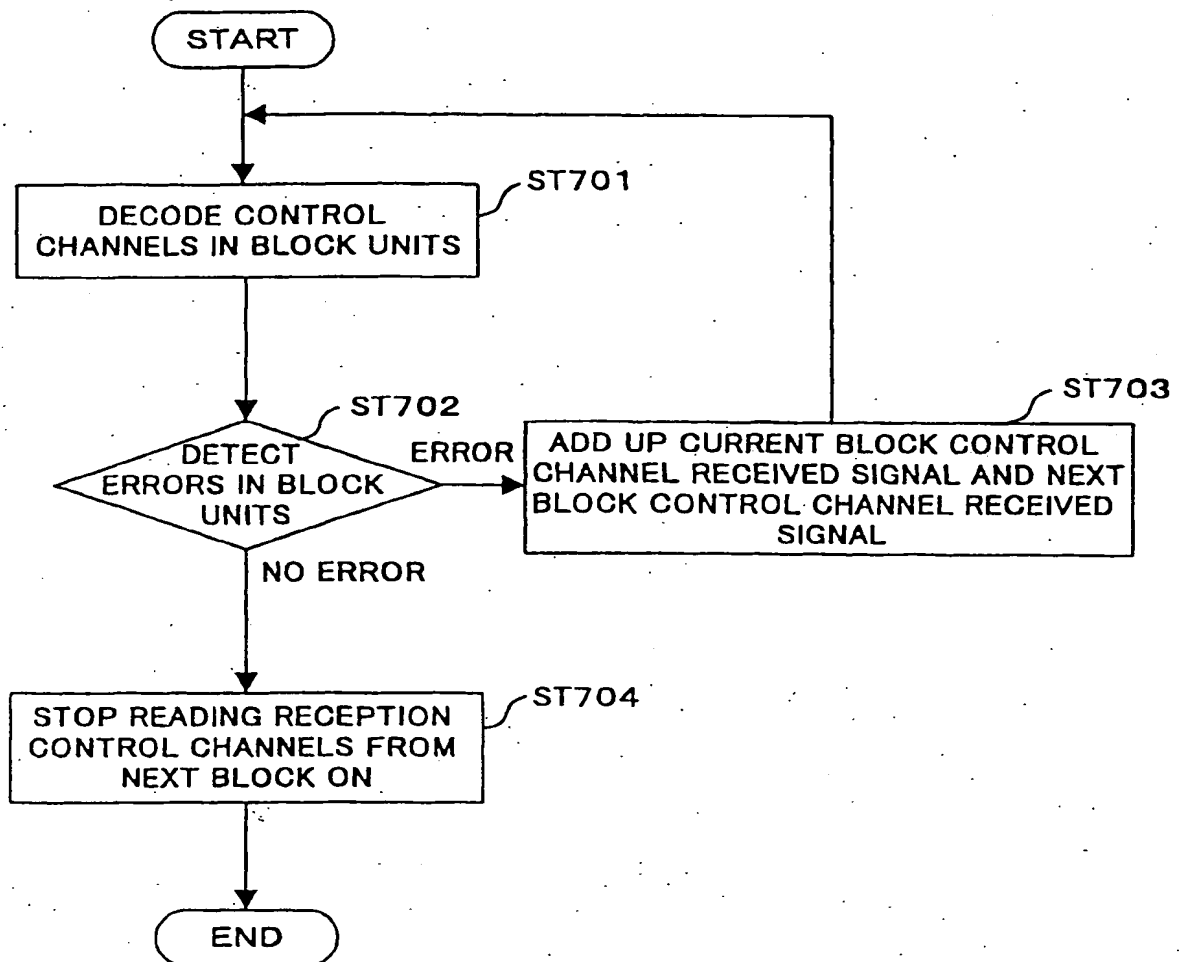 START
ST701
DECODE CONTROL
CHANNELS IN BLOCK UNITS
ST702
DETECT
ERRORS IN BLOCK
UNITS
ERROR
ST703
ADD UP CURRENT BLOCK CONTROL
CHANNEL RECEIVED SIGNAL AND NEXT
BLOCK CONTROL CHANNEL RECEIVED
SIGNAL
NO ERROR
ST704
STOP READING RECEPTION
CONTROL CHANNELS FROM
NEXT BLOCK ON
END